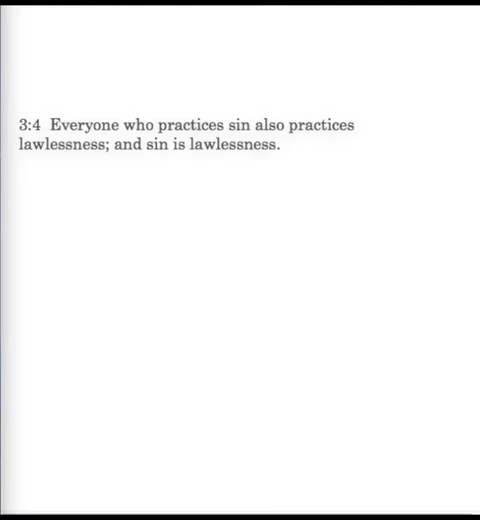 3:4 Everyone who practices sin also practices
lawlessness; and sin is lawlessness.